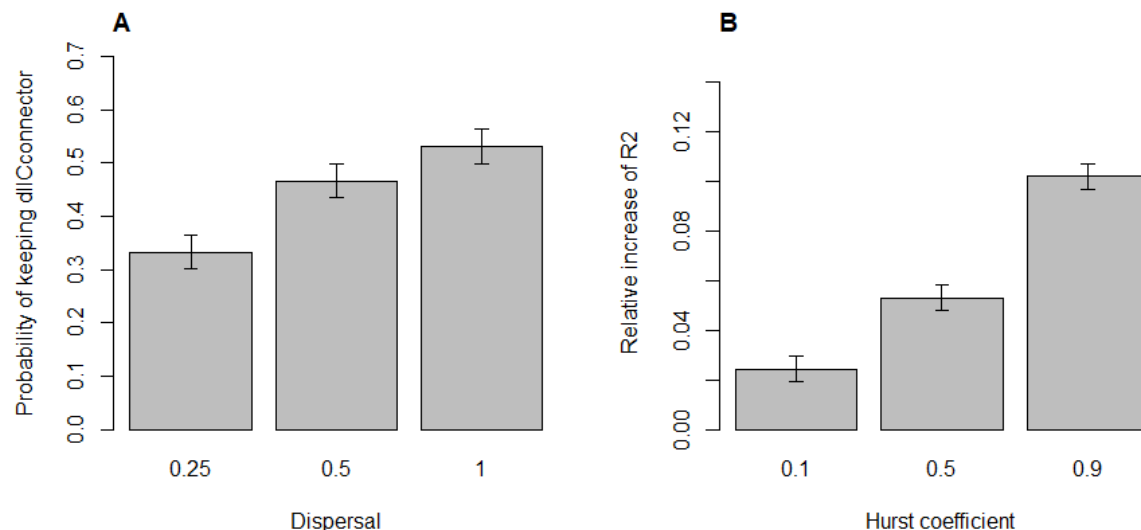 A
Probability of keeping dIICconnector
0.7
0.6
0.5
0.4
0.3
0.2
0.1
0.0
0.25 0.5 1
Dispersal
B
Relative increase of R2
0.12
0.08
0.04
0.00
0.1 0.5 0.9
Hurst coefficient